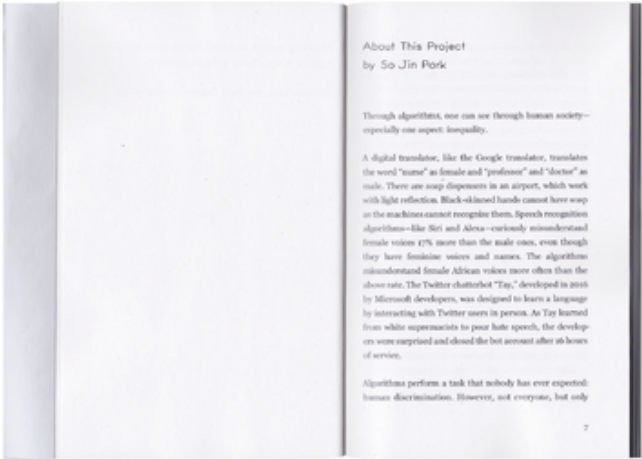 About This Project
by So Jin Park
Through algorithms, one can see through human society—
especially one aspect: inequality.
A digital translator, like the Google translator, translates
the word “nurse” as female and “professor” and “doctor” as
male. There are soap dispensers in an airport, which work
with light reflection. Black-skinned hands cannot have soap
as the machines cannot recognize them. Speech recognition
algorithms—like Siri and Alexa—curiously misunderstand
female voices 17% more than the male ones, even though
they have feminine voices and names. The algorithms
misunderstand female African voices more often than the
above rate. The Twitter chatterbot “Tay,” developed in 2016
by Microsoft developers, was designed to learn a language
by interacting with Twitter users in person. As Tay learned
from white supremacists to pour hate speech, the develop-
ers were surprised and closed the bot account after 16 hours
of service.
Algorithms perform a task that nobody has ever expected:
human discrimination. However, not everyone, but only
7